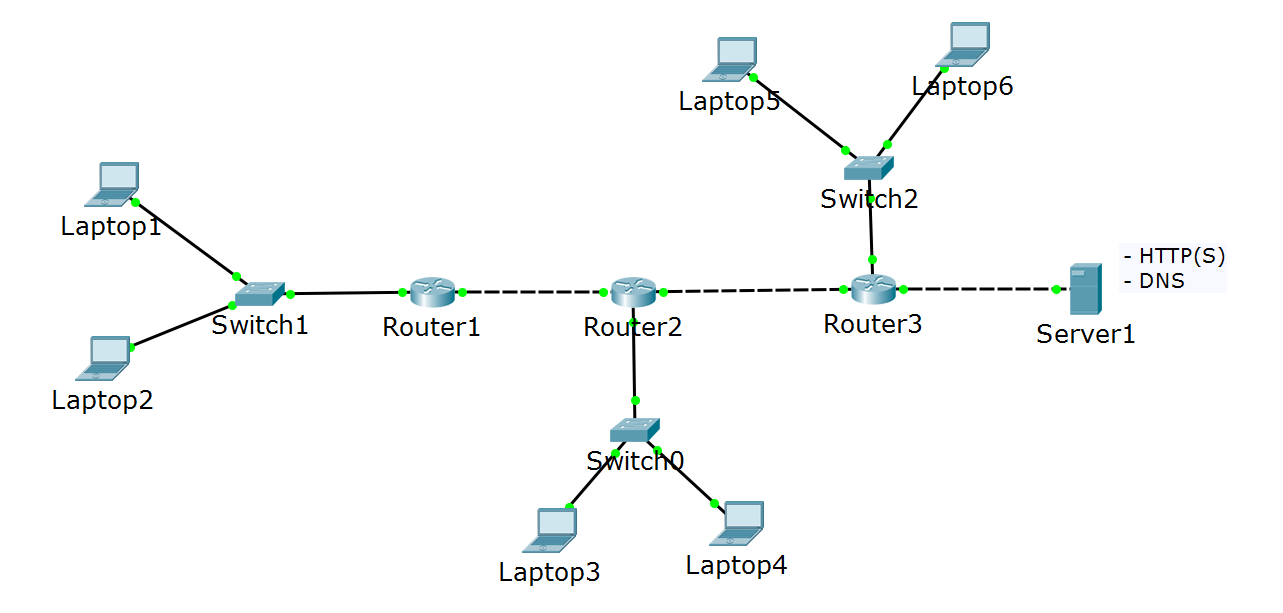 Laptop5
Laptop6
Laptop1
Switch2
- HTTP(S)
- DNS
Switch1
Router1
Router2
Router3
Server1
Laptop2
Switch0
Laptop3
Laptop4